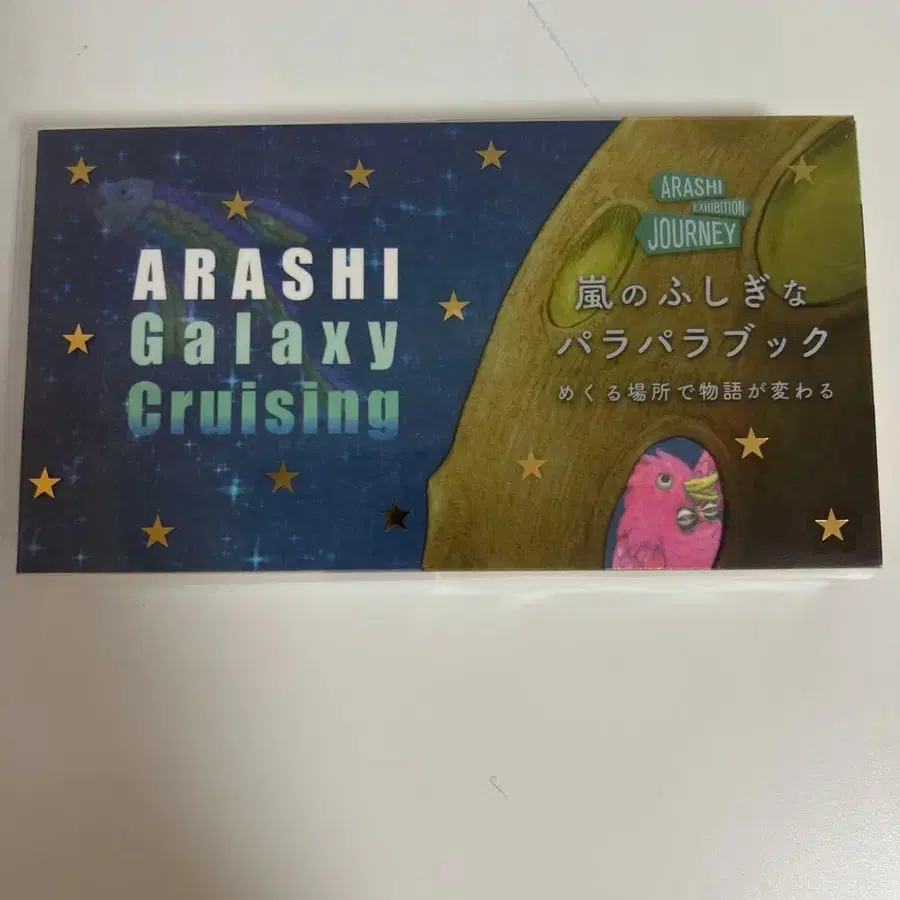 ARASHI
Galaxy
Cruising
ARASHI
EXHIBITION
JOURNEY
嵐のふしぎな
パラパラブック
めくる場所で物語が変わる